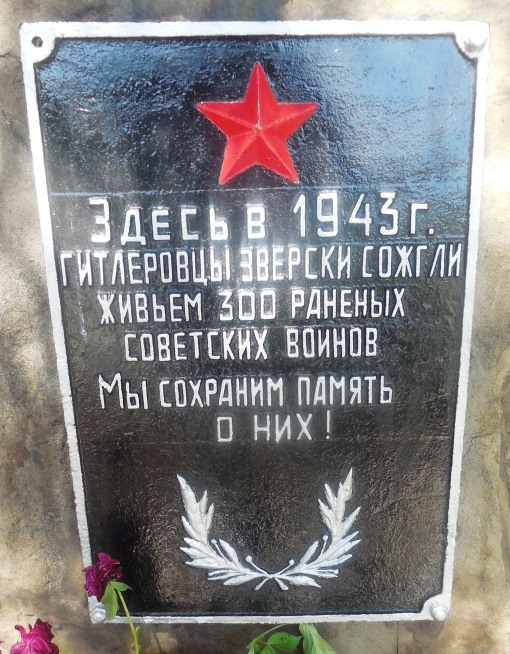 Здесь в 1943 г.
гитлеровцы зверски сожгли
живьем 300 раненых
советских воинов
Мы сохраним память
о них!